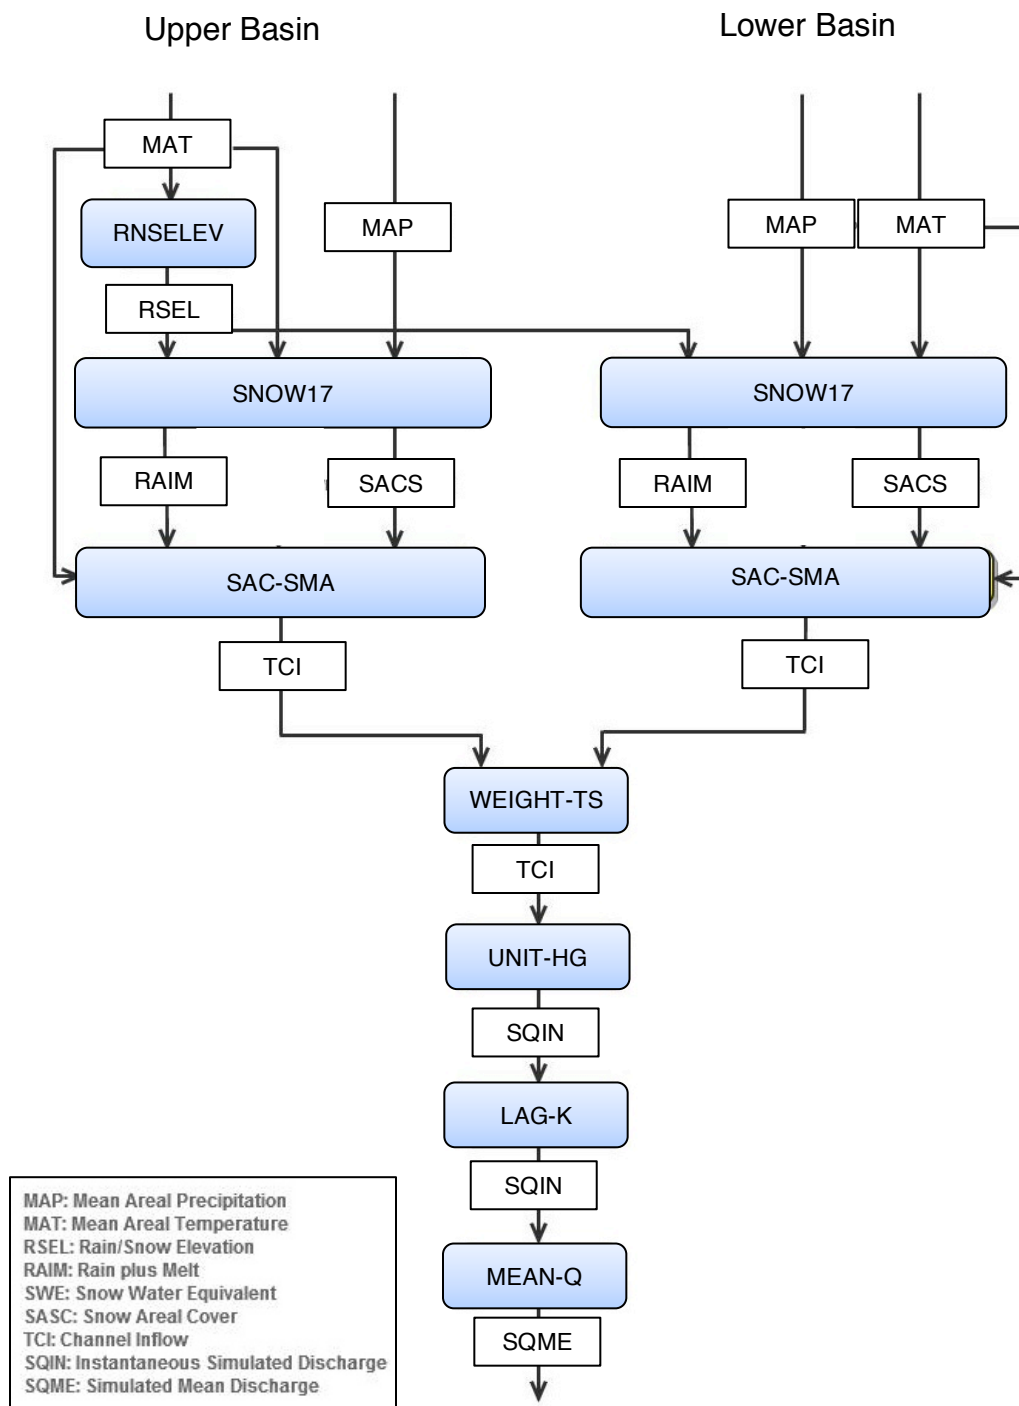 Upper Basin
Lower Basin
MAT
RNSELEV
MAP
MAP
MAT
RSEL
SNOW17
SNOW17
RAIM
SACS
RAIM
SACS
SAC-SMA
SAC-SMA
TCI
TCI
WEIGHT-TS
TCI
UNIT-HG
SQIN
LAG-K
SQIN
MEAN-Q
SQME
MAP: Mean Areal Precipitation
MAT: Mean Areal Temperature
RSEL: Rain/Snow Elevation
RAIM: Rain plus Melt
SWE: Snow Water Equivalent
SASC: Snow Areal Cover
TCI: Channel Inflow
SQIN: Instantaneous Simulated Discharge
SQME: Simulated Mean Discharge